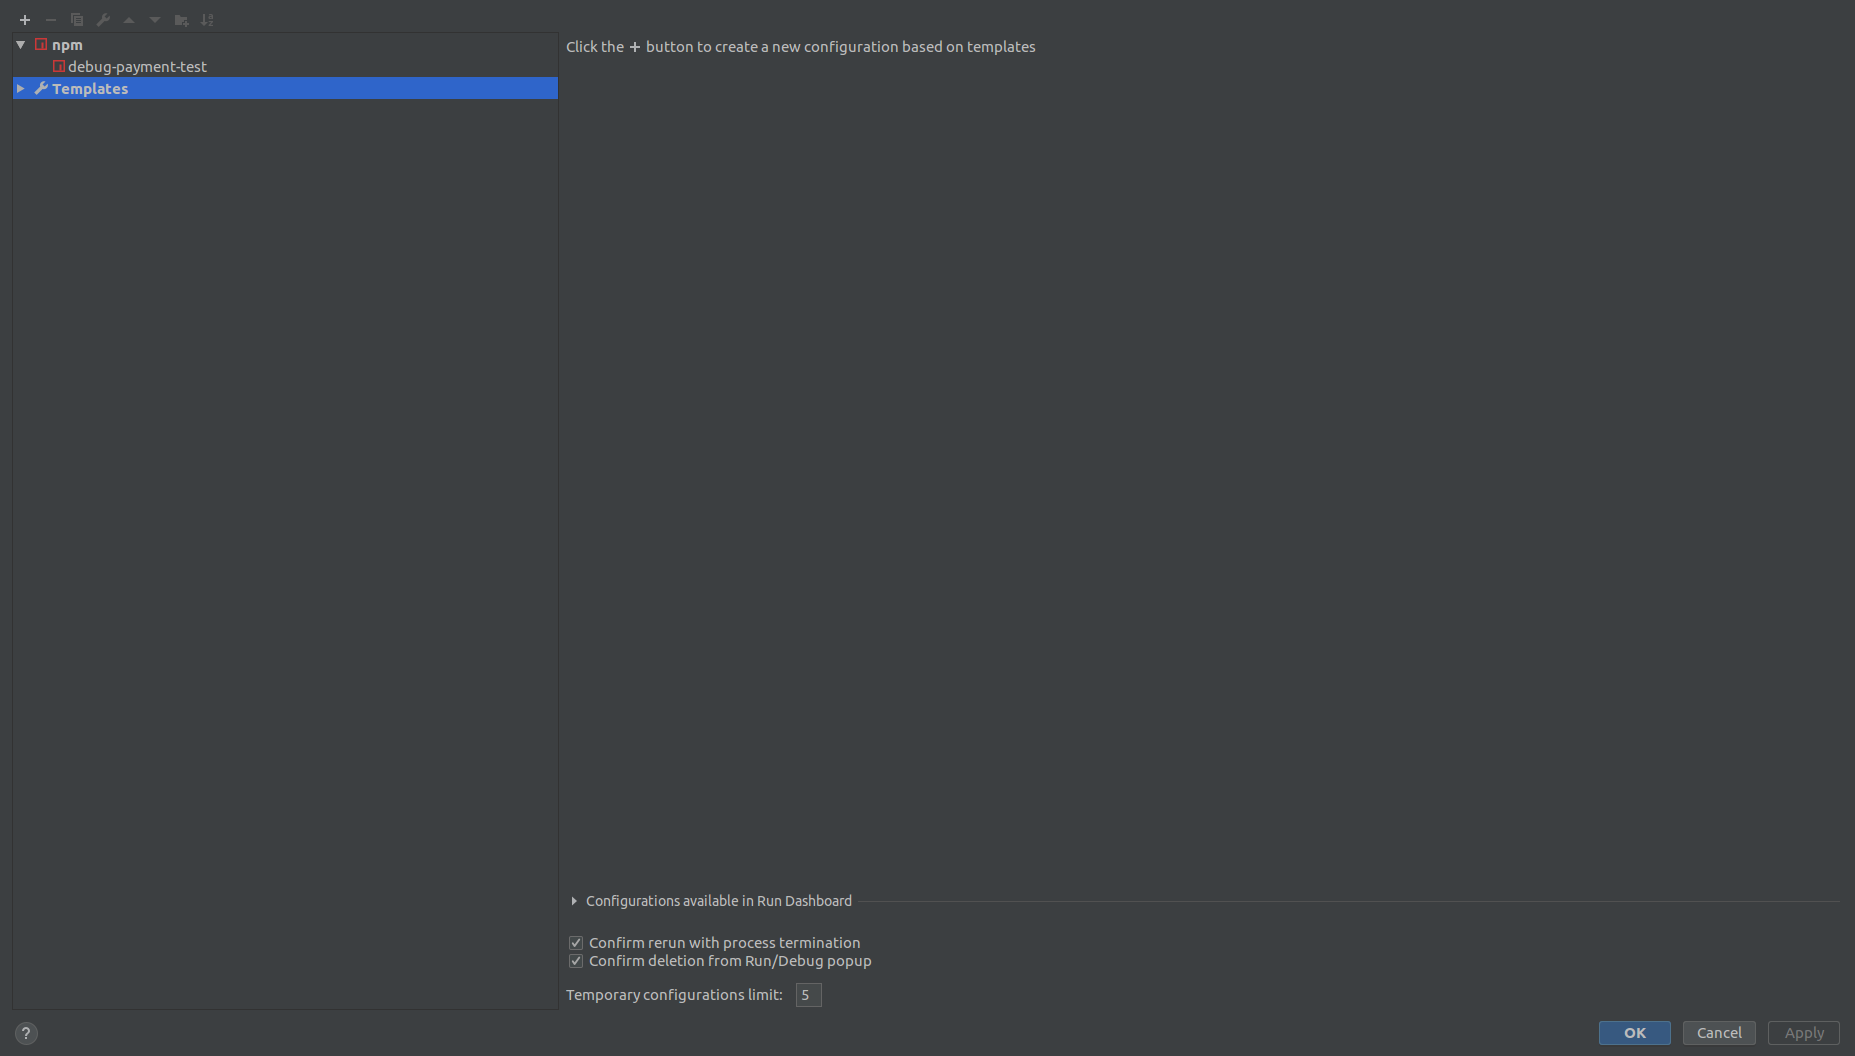 npm
Click the + button to create a new configuration based on templates
debug-payment-test
Templates
Configurations available in Run Dashboard
Confirm rerun with process termination
Confirm deletion from Run/Debug popup
Temporary configurations limit: 5
? OK Cancel Apply